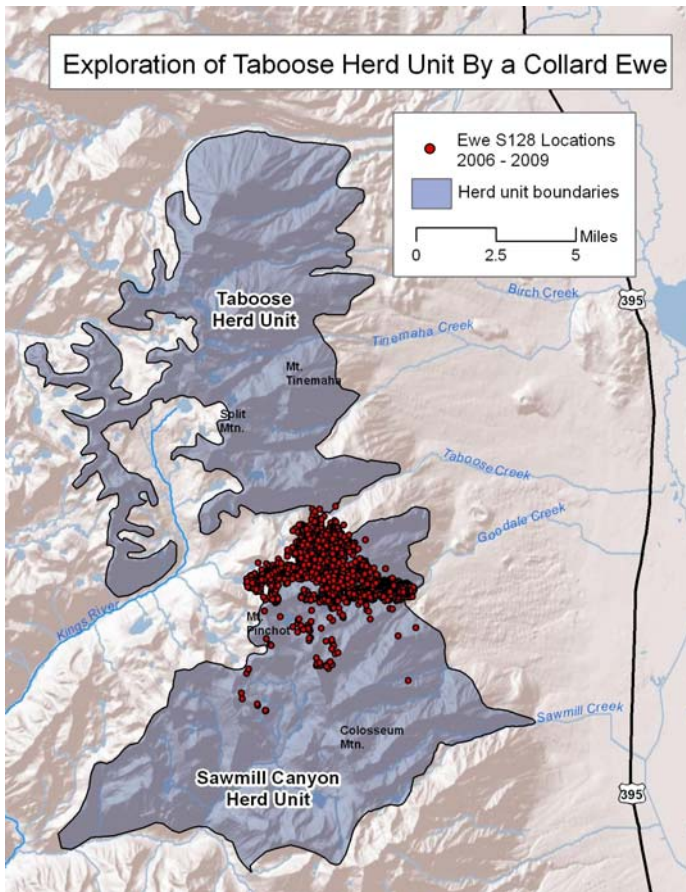 Exploration of Taboose Herd Unit By a Collard Ewe
Ewe S128 Locations
2006 - 2009
Herd unit boundaries
Miles
0
2.5
5
Birch Creek
395
Taboose
Herd Unit
Tinemaha Creek
Mt.
Tinemaha
Split
Mtn.
Taboose Creek
Goodale Creek
Kings River
Mt.
Pinchot
Sawmill Creek
Colosseum
Mtn.
Sawmill Canyon
Herd Unit
395